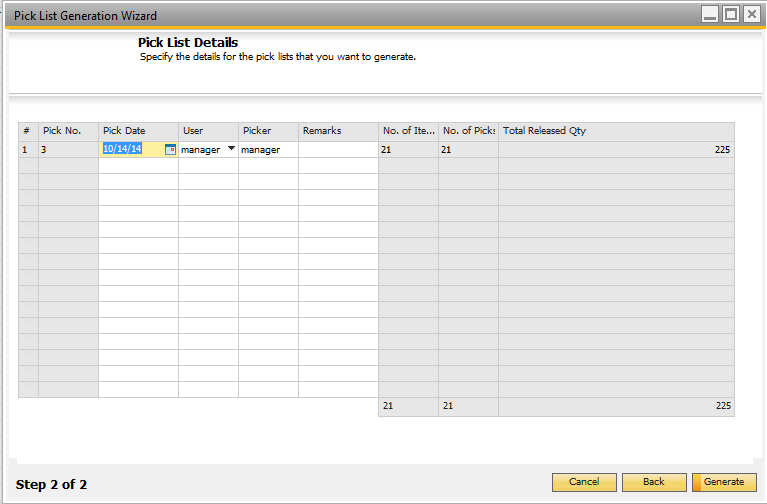 Pick List Generation Wizard
Pick List Details
Specify the details for the pick lists that you want to generate.
# Pick No. Pick Date User Picker Remarks No. of Ite... No. of Picks Total Released Qty
1 3 10/14/14 manager manager 21 21 225
21 21 225
Step 2 of 2 Cancel Back Generate